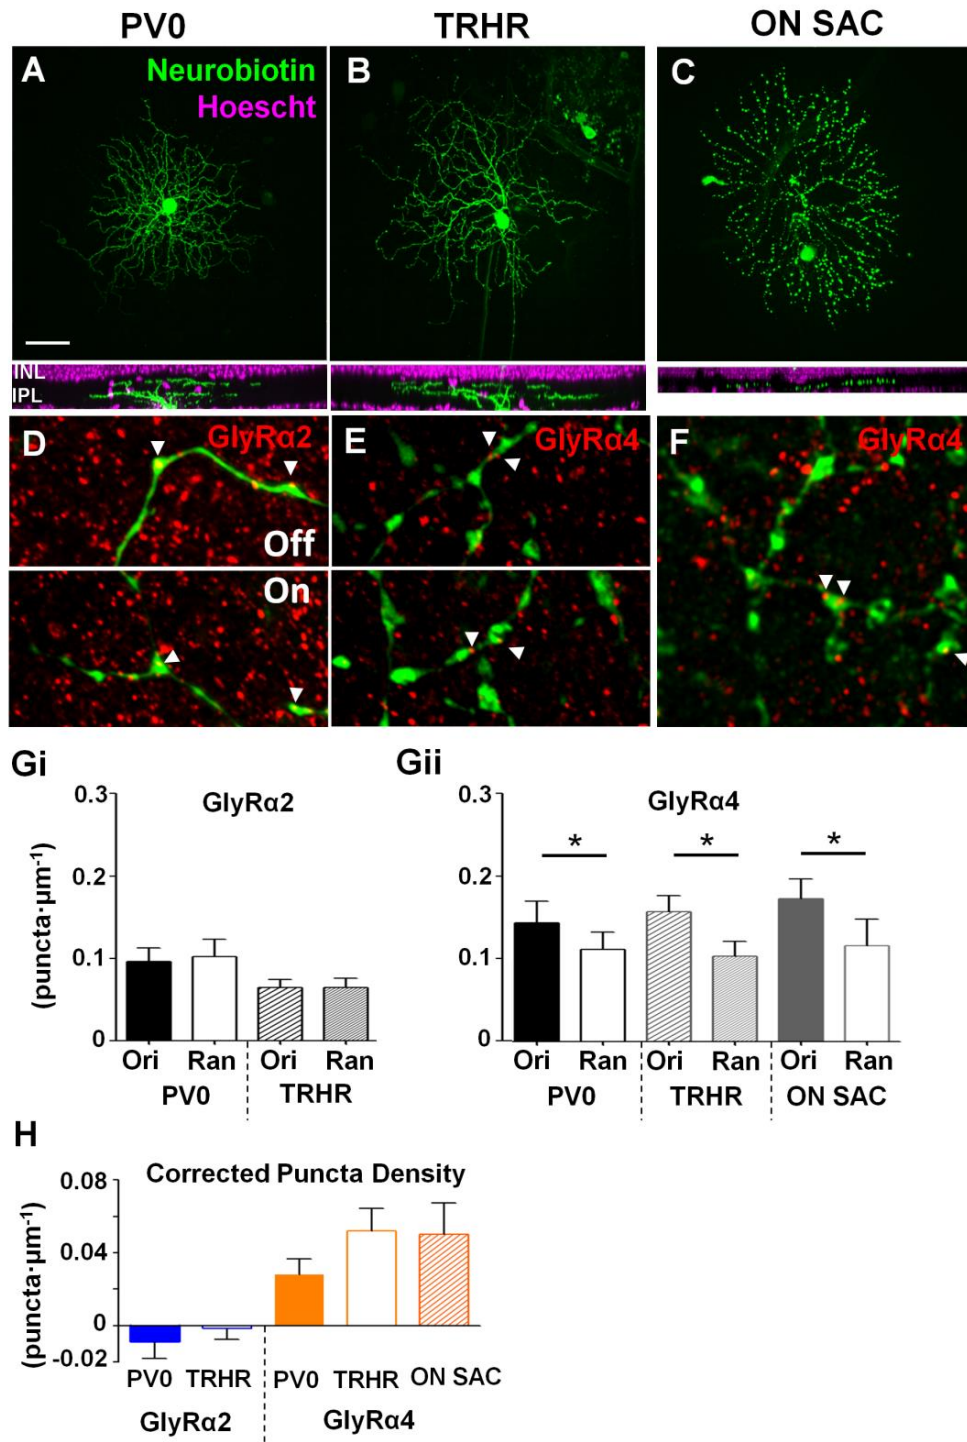 PV0 TRHR ON SAC
A Neurobiotin B C
Hoescht
INL
IPL
D GlyRα2 E GlyRα4 F GlyRα4
Off
On
Gi Gii
0.3 GlyRα2 0.3 GlyRα4
* * *
0.2 0.2
0.1 0.1
0 0
(puncta·µm-1)
Ori Ran Ori Ran Ori Ran Ori Ran Ori Ran
PV0 TRHR PV0 TRHR ON SAC
H
Corrected Puncta Density
0.08
0.04
0
-0.02
(puncta·µm-1)
PV0 TRHR PV0 TRHR ON SAC
GlyRα2 GlyRα4